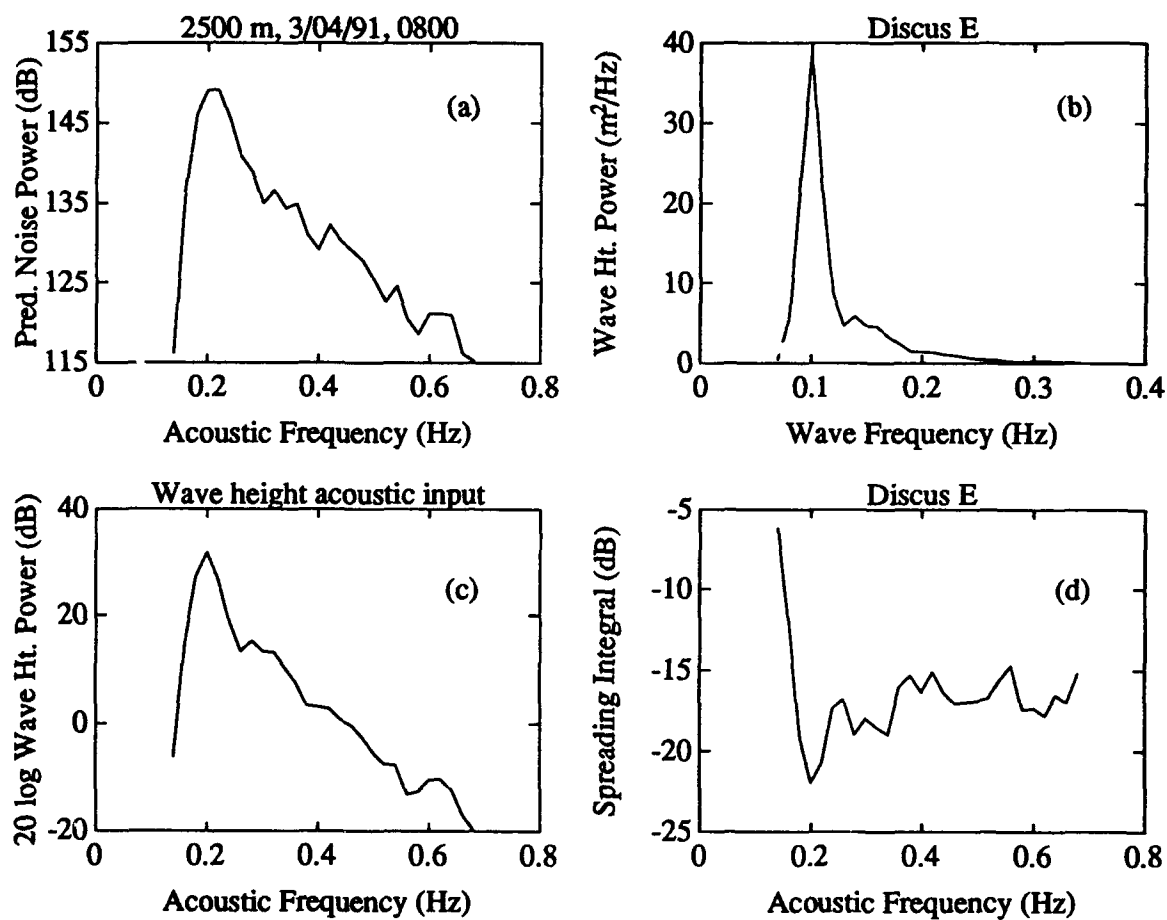 2500 m, 3/04/91, 0800
Pred. Noise Power (dB)
155
145
135
125
115
(a)
0
0.2
0.4
0.6
0.8
Acoustic Frequency (Hz)
Discus E
Wave Ht. Power (m²/Hz)
40
30
20
10
0
(b)
0
0.1
0.2
0.3
0.4
Wave Frequency (Hz)
Wave height acoustic input
20 log Wave Ht. Power (dB)
40
20
0
-20
(c)
0
0.2
0.4
0.6
0.8
Acoustic Frequency (Hz)
Discus E
Spreading Integral (dB)
-5
-10
-15
-20
-25
(d)
0
0.2
0.4
0.6
0.8
Acoustic Frequency (Hz)